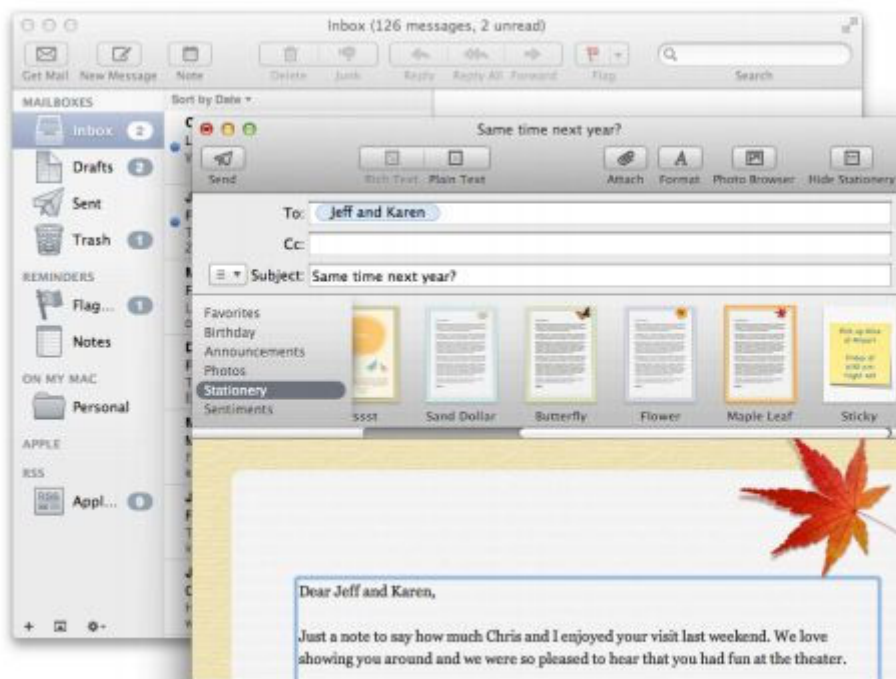 Inbox (126 messages, 2 unread)
Get Mail New Message Note Delete Junk Reply Reply All Forward Flag Search
MAILBOXES
Sort by Date
Inbox 2
Drafts
Sent
Trash 1
REMINDERS
Flag... 1
Notes
ON MY MAC
Personal
APPLE
RSS
Appl...
Same time next year?
Send Rich Text Plain Text Attach Format Photo Browser Hide Stationery
To: Jeff and Karen
Cc:
Subject: Same time next year?
Favorites
Birthday
Announcements
Photos
Stationery
Sentiments
ssst Sand Dollar Butterfly Flower Maple Leaf Sticky
Dear Jeff and Karen,
Just a note to say how much Chris and I enjoyed your visit last weekend. We love
showing you around and we were so pleased to hear that you had fun at the theater.